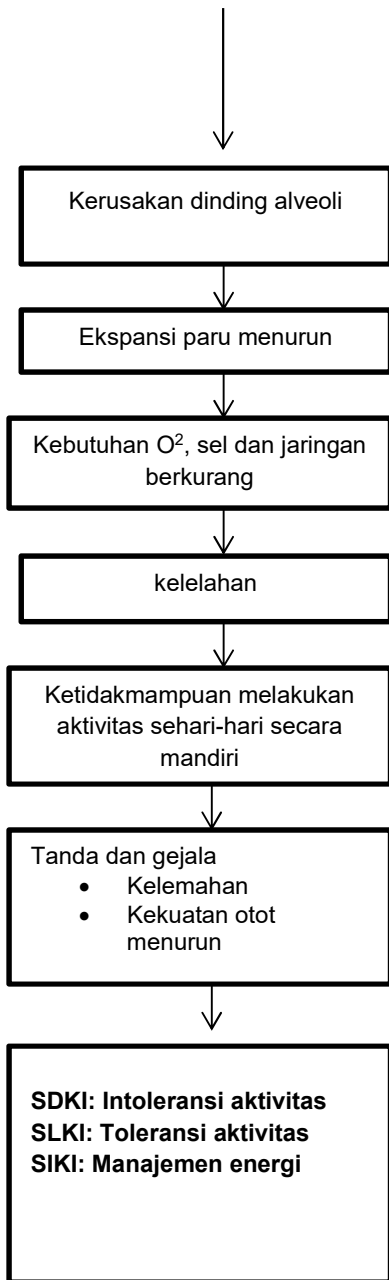 Kerusakan dinding alveoli
Ekspansi paru menurun
Kebutuhan O², sel dan jaringan
berkurang
kelelahan
Ketidakmampuan melakukan
aktivitas sehari-hari secara
mandiri
Tanda dan gejala
• Kelemahan
• Kekuatan otot
menurun
SDKI: Intoleransi aktivitas
SLKI: Toleransi aktivitas
SIKI: Manajemen energi